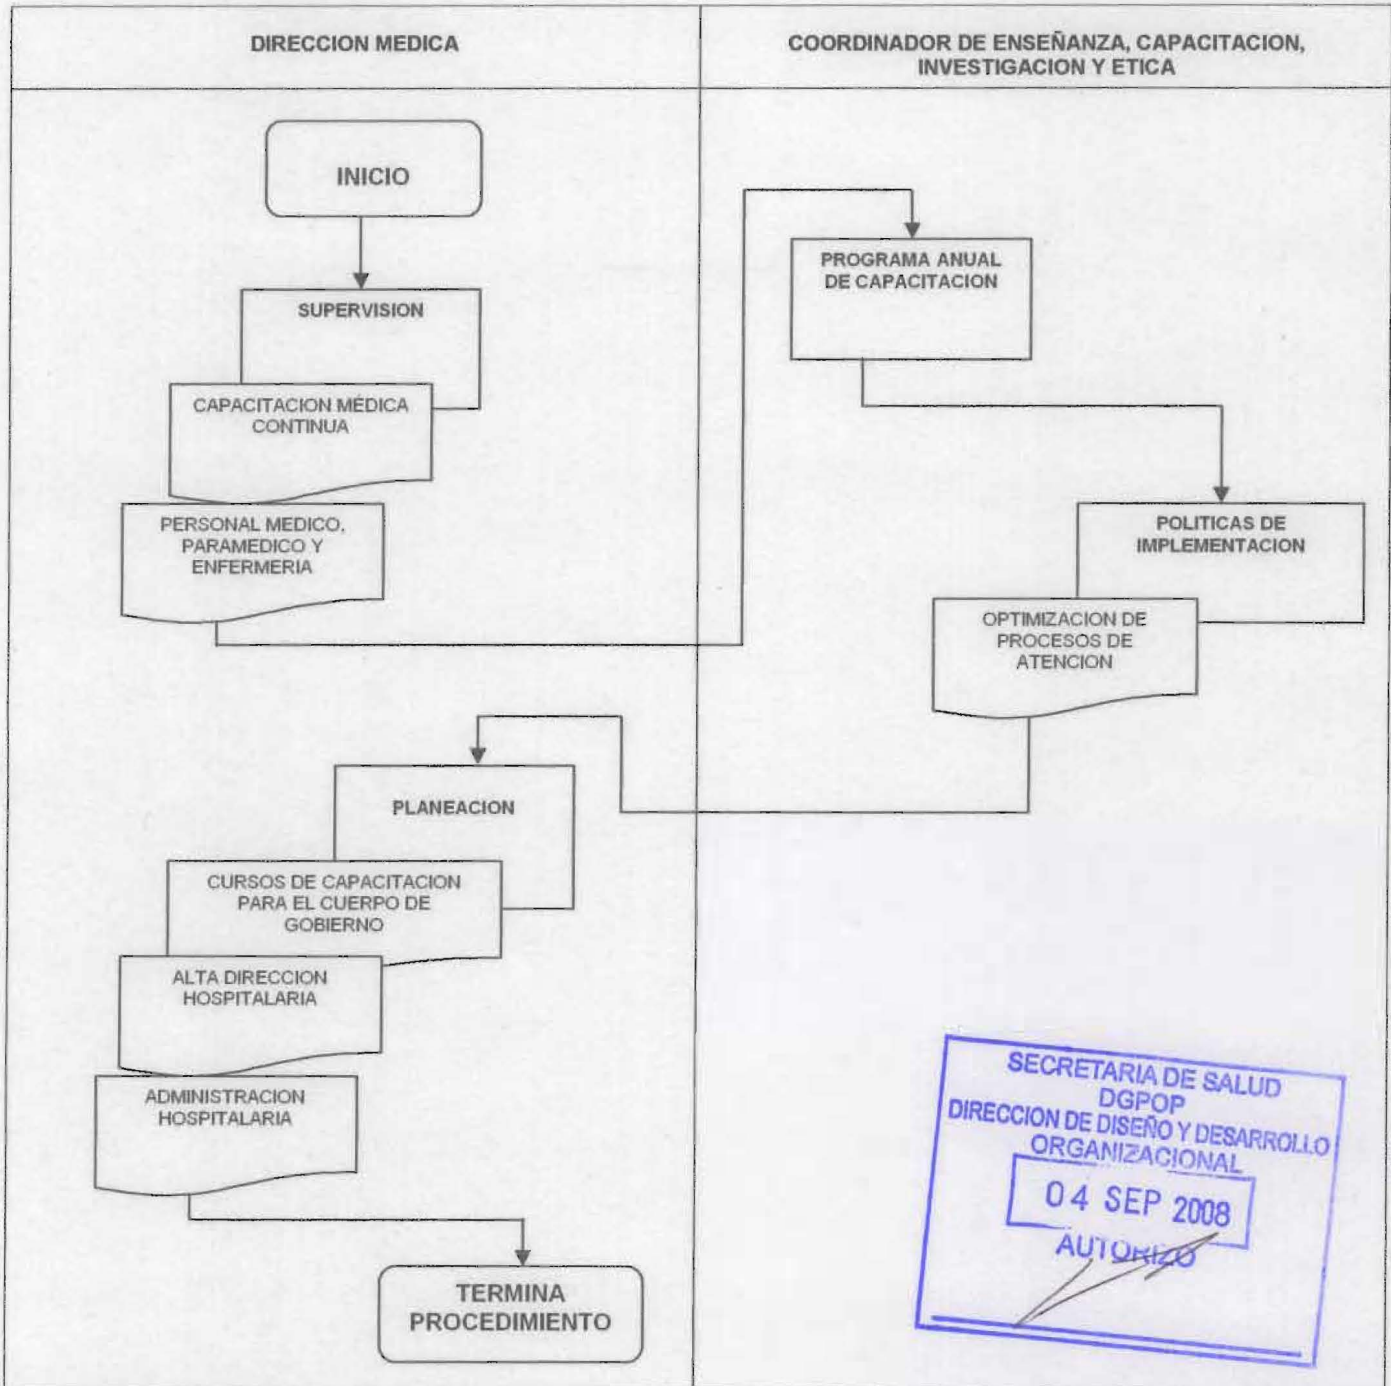 DIRECCION MEDICA
COORDINADOR DE ENSEÑANZA, CAPACITACION,
INVESTIGACION Y ETICA
INICIO
SUPERVISION
CAPACITACION MÉDICA
CONTINUA
PERSONAL MEDICO,
PARAMEDICO Y
ENFERMERIA
PROGRAMA ANUAL
DE CAPACITACION
POLITICAS DE
IMPLEMENTACION
OPTIMIZACION DE
PROCESOS DE
ATENCION
PLANEACION
CURSOS DE CAPACITACION
PARA EL CUERPO DE
GOBIERNO
ALTA DIRECCION
HOSPITALARIA
ADMINISTRACION
HOSPITALARIA
TERMINA
PROCEDIMIENTO
SECRETARIA DE SALUD
DGPOP
DIRECCION DE DISEÑO Y DESARROLLO
ORGANIZACIONAL
04 SEP 2008
AUTORIZO